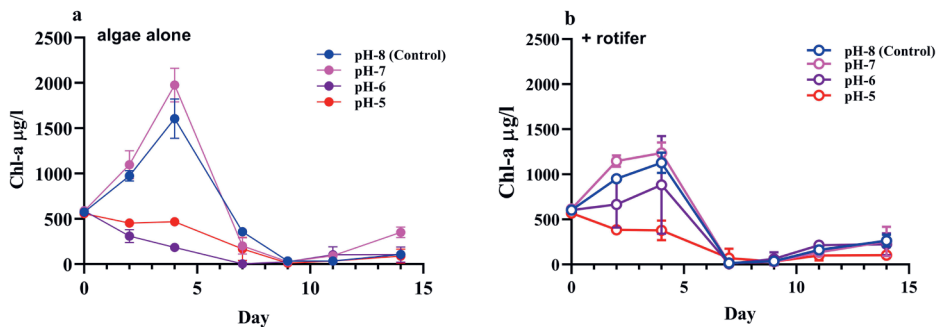 a
algae alone
2500
2000
1500
1000
500
0
Chl-a µg/l
0
5
10
15
Day
pH-8 (Control)
pH-7
pH-6
pH-5
b
+ rotifer
2500
2000
1500
1000
500
0
Chl-a µg/l
0
5
10
15
Day
pH-8 (Control)
pH-7
pH-6
pH-5